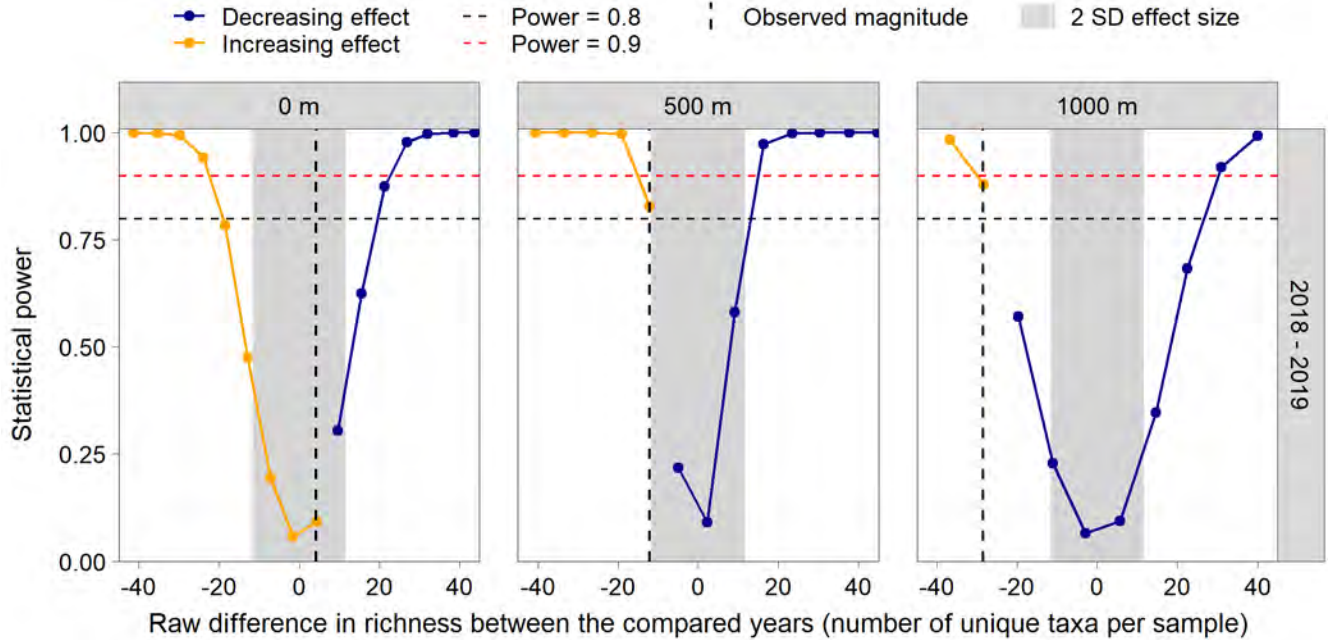 Decreasing effect
Increasing effect
Power = 0.8
Power = 0.9
Observed magnitude
2 SD effect size
0 m
500 m
1000 m
1.00
0.75
0.50
0.25
0.00
Statistical power
2018 - 2019
-40 -20 0 20 40
-40 -20 0 20 40
-40 -20 0 20 40
Raw difference in richness between the compared years (number of unique taxa per sample)